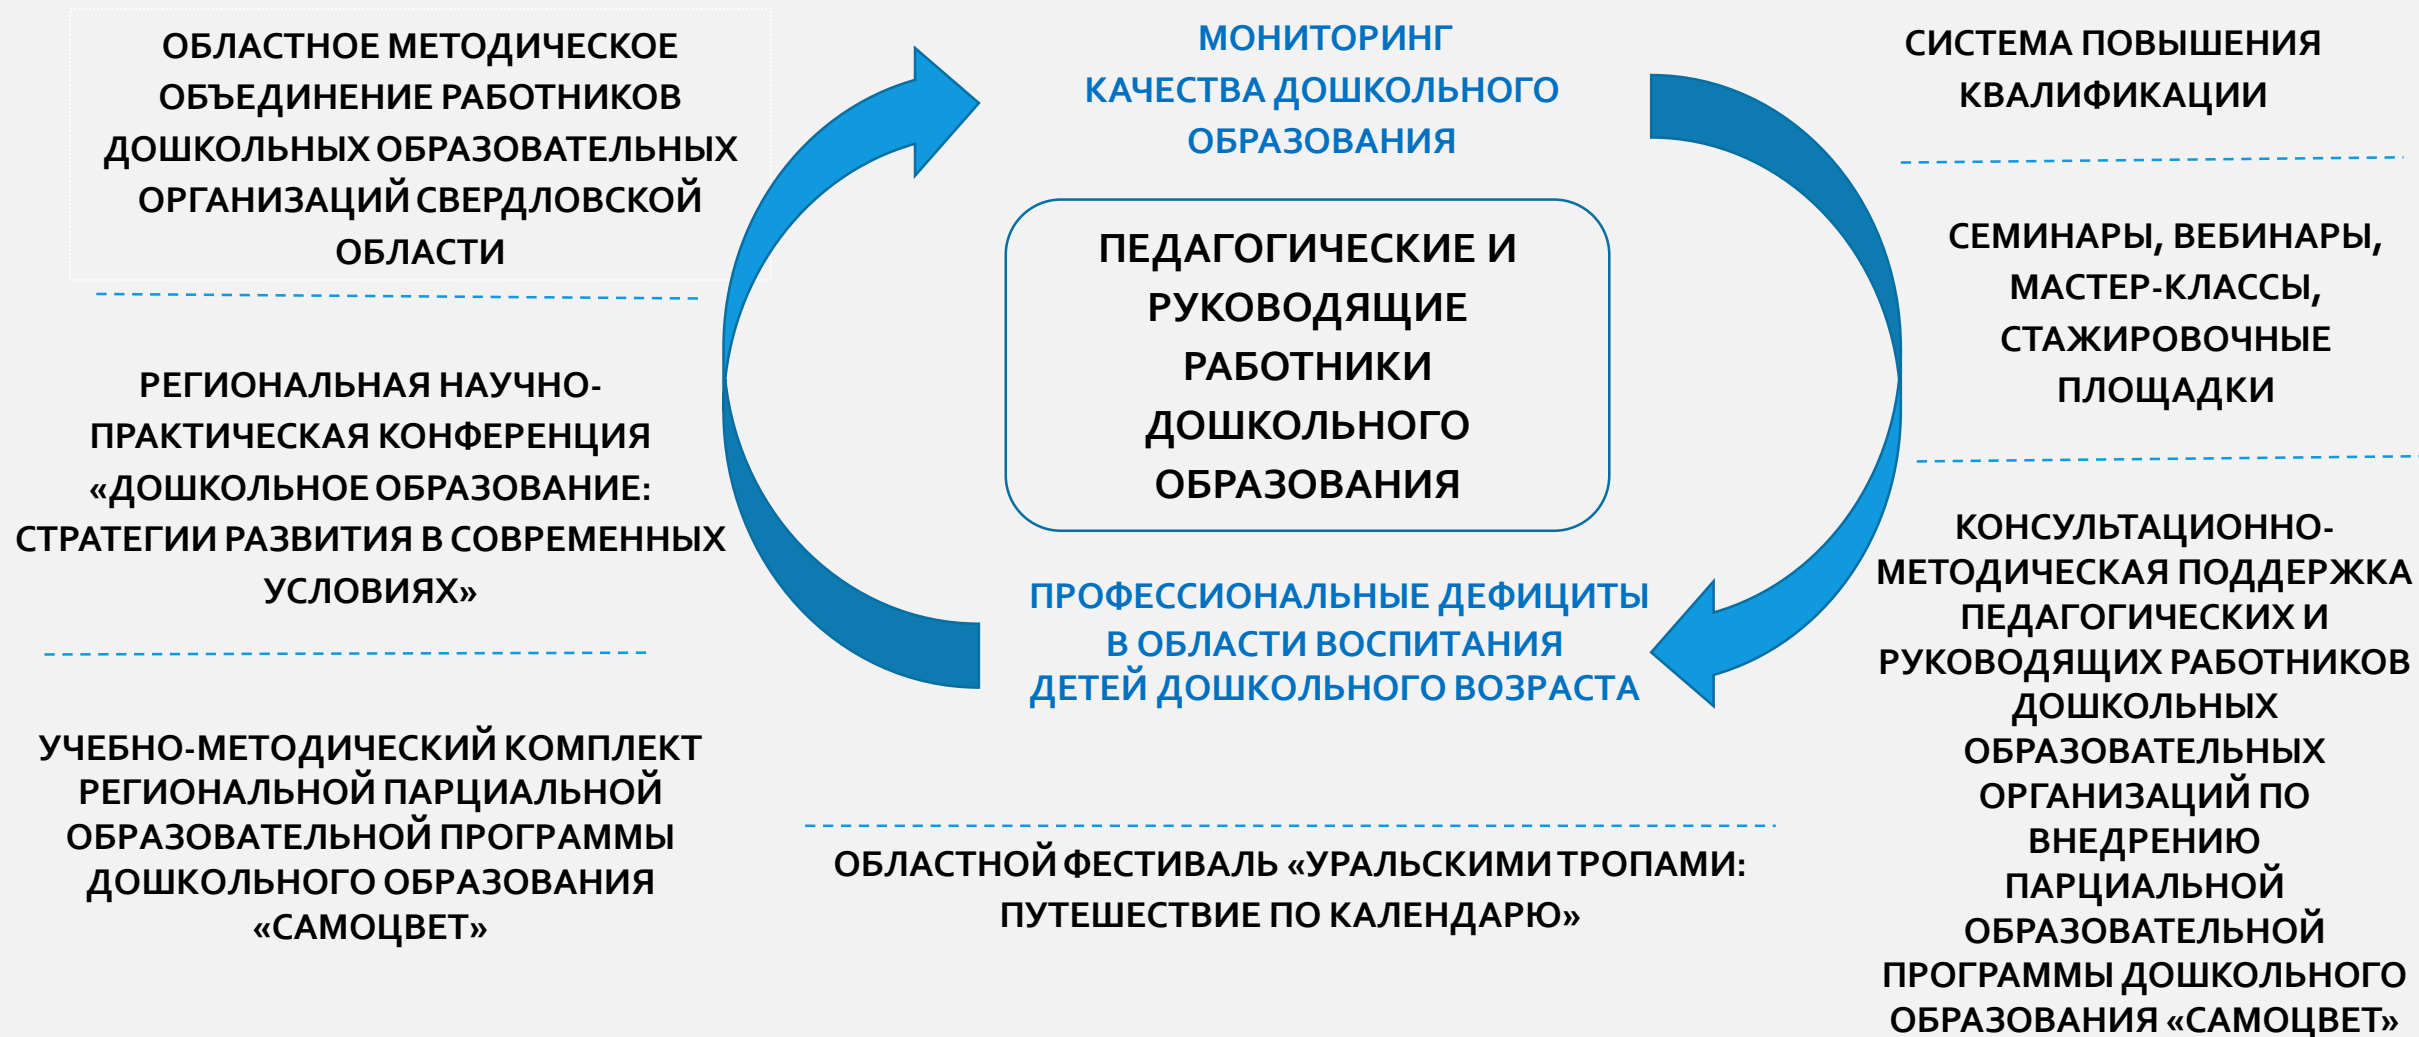 ОБЛАСТНОЕ МЕТОДИЧЕСКОЕ
ОБЪЕДИНЕНИЕ РАБОТНИКОВ
ДОШКОЛЬНЫХ ОБРАЗОВАТЕЛЬНЫХ
ОРГАНИЗАЦИЙ СВЕРДЛОВСКОЙ
ОБЛАСТИ
РЕГИОНАЛЬНАЯ НАУЧНО-
ПРАКТИЧЕСКАЯ КОНФЕРЕНЦИЯ
«ДОШКОЛЬНОЕ ОБРАЗОВАНИЕ:
СТРАТЕГИИ РАЗВИТИЯ В СОВРЕМЕННЫХ
УСЛОВИЯХ»
УЧЕБНО-МЕТОДИЧЕСКИЙ КОМПЛЕКТ
РЕГИОНАЛЬНОЙ ПАРЦИАЛЬНОЙ
ОБРАЗОВАТЕЛЬНОЙ ПРОГРАММЫ
ДОШКОЛЬНОГО ОБРАЗОВАНИЯ
«САМОЦВЕТ»
МОНИТОРИНГ
КАЧЕСТВА ДОШКОЛЬНОГО
ОБРАЗОВАНИЯ
ПЕДАГОГИЧЕСКИЕ И
РУКОВОДЯЩИЕ
РАБОТНИКИ
ДОШКОЛЬНОГО
ОБРАЗОВАНИЯ
ПРОФЕССИОНАЛЬНЫЕ ДЕФИЦИТЫ
В ОБЛАСТИ ВОСПИТАНИЯ
ДЕТЕЙ ДОШКОЛЬНОГО ВОЗРАСТА
ОБЛАСТНОЙ ФЕСТИВАЛЬ «УРАЛЬСКИМИ ТРОПАМИ:
ПУТЕШЕСТВИЕ ПО КАЛЕНДАРЮ»
СИСТЕМА ПОВЫШЕНИЯ
КВАЛИФИКАЦИИ
СЕМИНАРЫ, ВЕБИНАРЫ,
МАСТЕР-КЛАССЫ,
СТАЖИРОВОЧНЫЕ
ПЛОЩАДКИ
КОНСУЛЬТАЦИОННО-
МЕТОДИЧЕСКАЯ ПОДДЕРЖКА
ПЕДАГОГИЧЕСКИХ И
РУКОВОДЯЩИХ РАБОТНИКОВ
ДОШКОЛЬНЫХ
ОБРАЗОВАТЕЛЬНЫХ
ОРГАНИЗАЦИЙ ПО
ВНЕДРЕНИЮ
ПАРЦИАЛЬНОЙ
ОБРАЗОВАТЕЛЬНОЙ
ПРОГРАММЫ ДОШКОЛЬНОГО
ОБРАЗОВАНИЯ «САМОЦВЕТ»